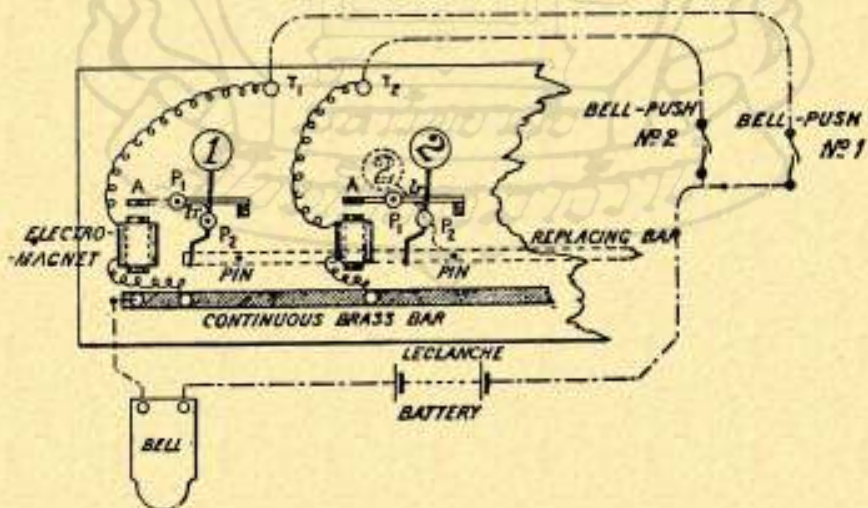 T₁
T₂
BELL-PUSH
Nº2
BELL-PUSH
Nº1
1
2
2
A
P₁
P₂
A
P₁
P₂
ELECTRO-
-MAGNET
PIN
PIN
REPLACING BAR
CONTINUOUS BRASS BAR
LECLANCHE
BATTERY
BELL